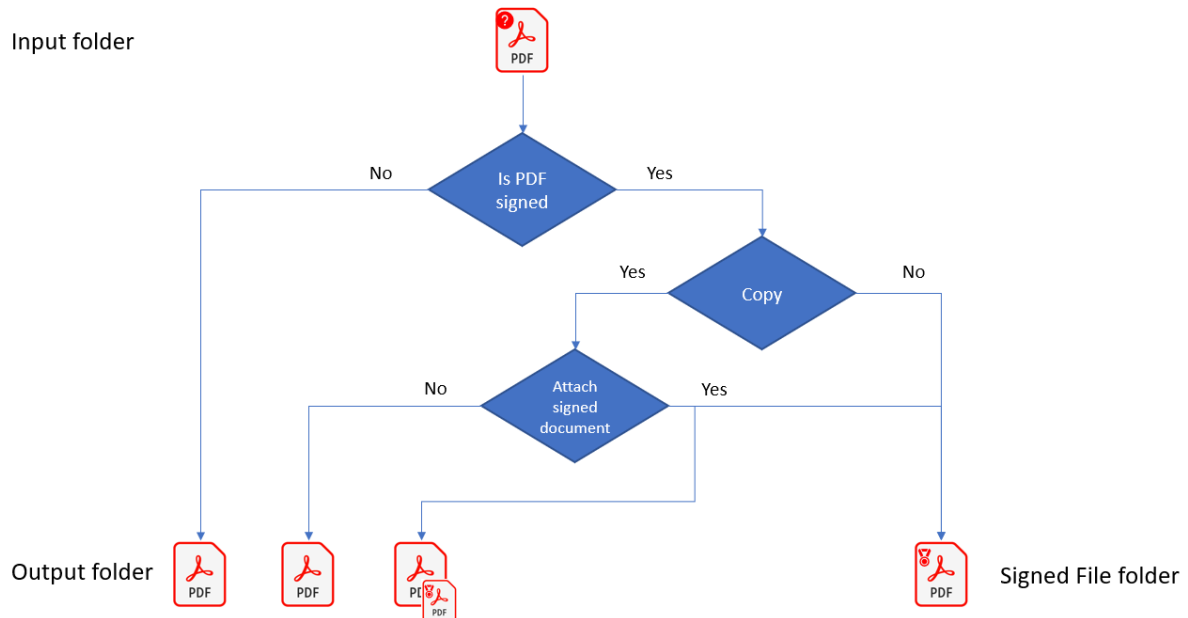 Input folder
?
PDF
No
Is PDF
signed
Yes
Yes
Copy
No
No
Attach
signed
document
Yes
Output folder
PDF
PDF
PDF
PDF
PDF
Signed File folder